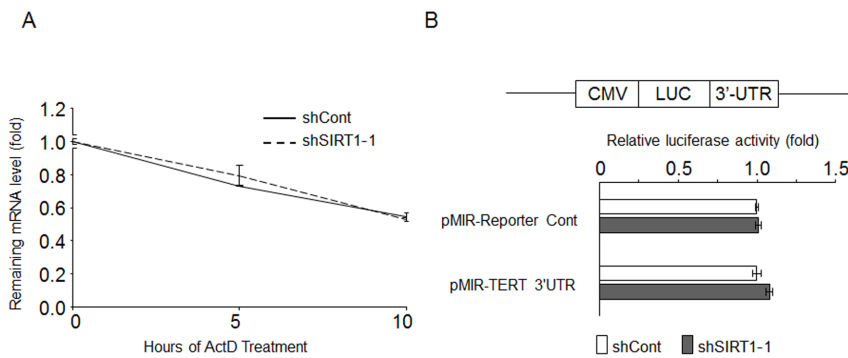 A
Remaining mRNA level (fold)
1.2
1.0
0.8
0.6
0.4
0.2
0.0
0
5
10
Hours of ActD Treatment
shCont
shSIRT1-1
B
CMV LUC 3'-UTR
Relative luciferase activity (fold)
0 0.5 1.0 1.5
pMIR-Reporter Cont
pMIR-TERT 3'UTR
shCont shSIRT1-1